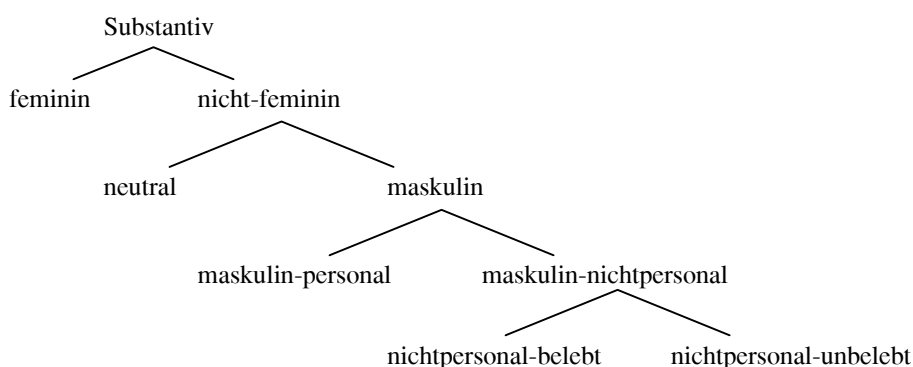 Substantiv
feminin nicht-feminin
neutral maskulin
maskulin-personal maskulin-nichtpersonal
nichtpersonal-belebt nichtpersonal-unbelebt